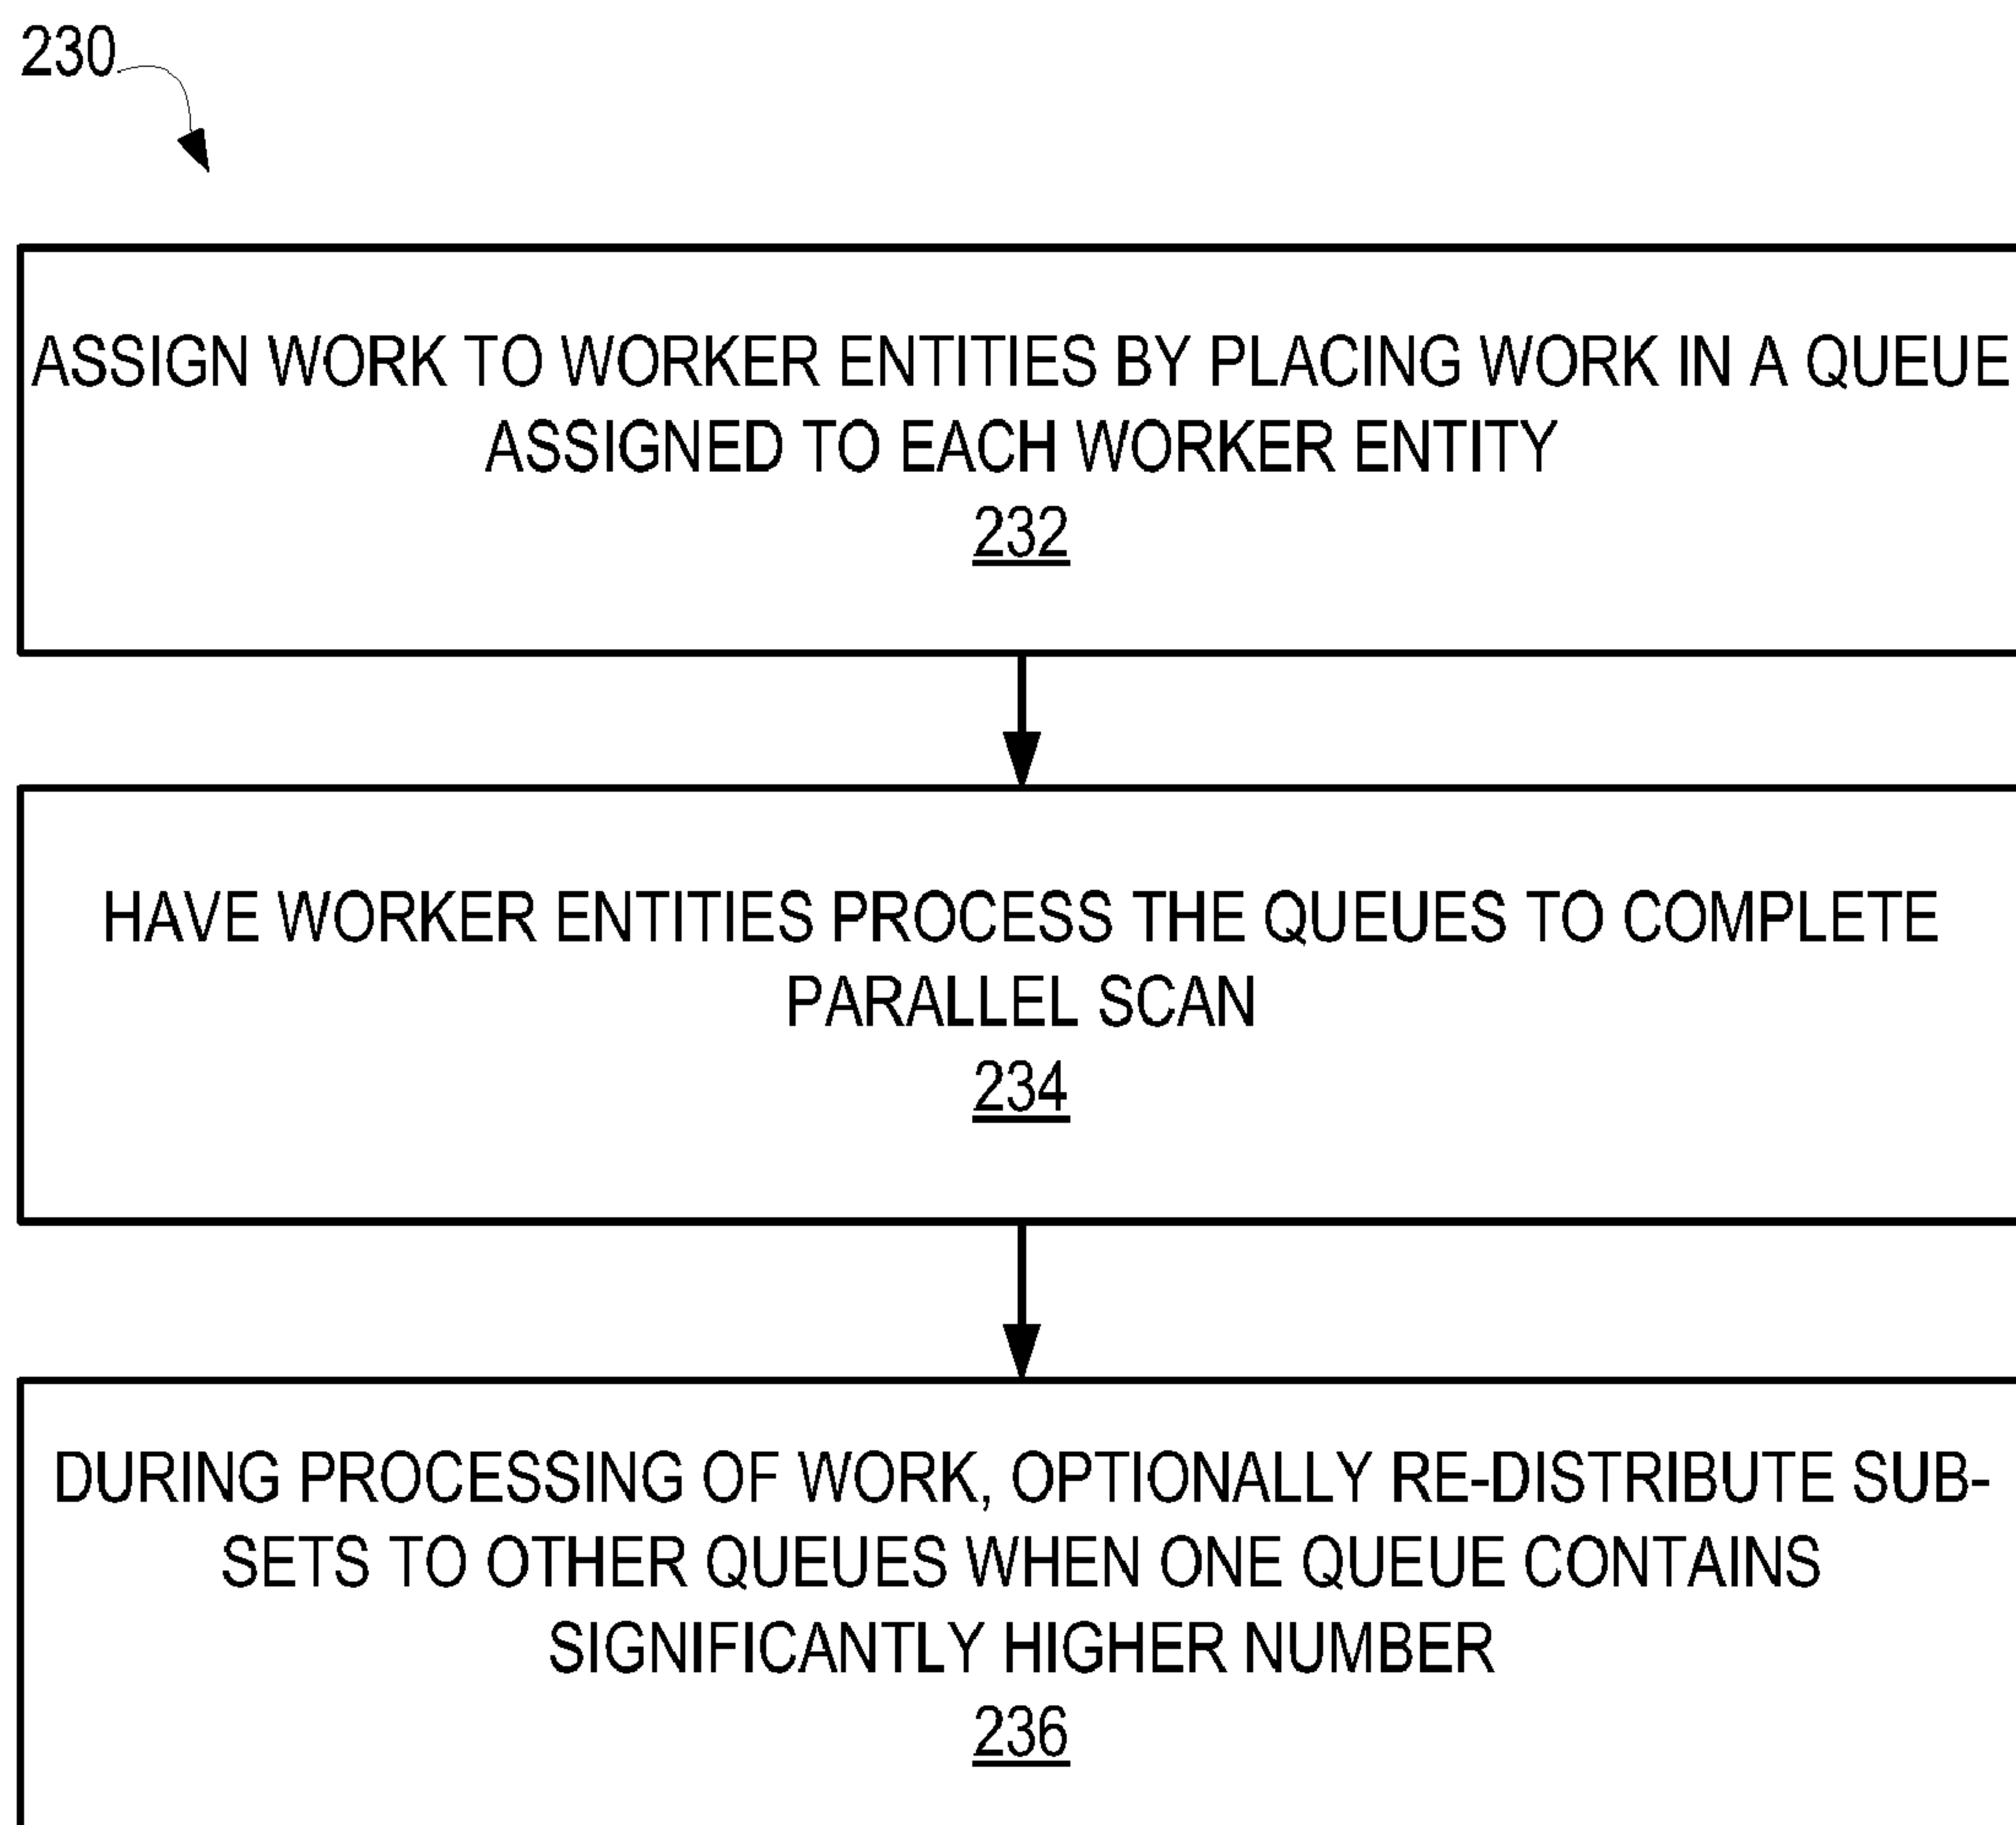 230
ASSIGN WORK TO WORKER ENTITIES BY PLACING WORK IN A QUEUE
ASSIGNED TO EACH WORKER ENTITY
232
HAVE WORKER ENTITIES PROCESS THE QUEUES TO COMPLETE
PARALLEL SCAN
234
DURING PROCESSING OF WORK, OPTIONALLY RE-DISTRIBUTE SUB-
SETS TO OTHER QUEUES WHEN ONE QUEUE CONTAINS
SIGNIFICANTLY HIGHER NUMBER
236